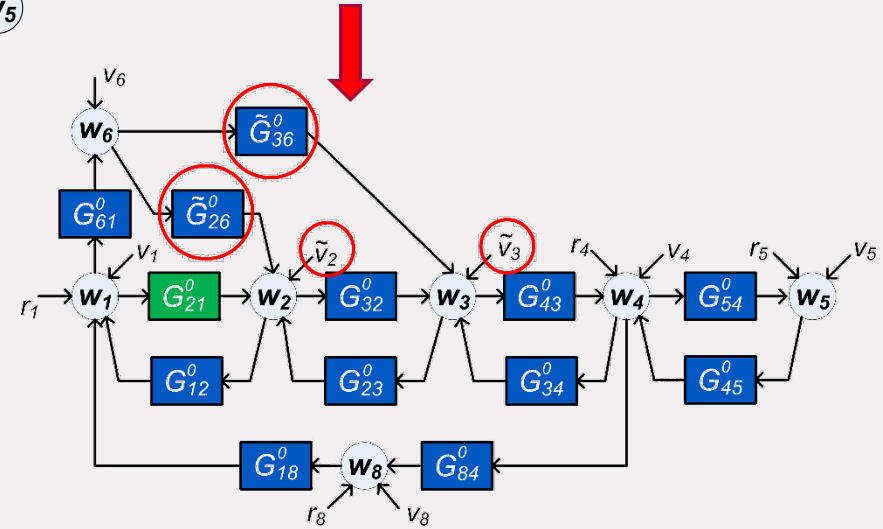 v₅
v₆
w₆
G̃⁰₃₆
G⁰₆₁
G̃⁰₂₆
v₁
ṽ₂
ṽ₃
r₄
v₄
r₅
v₅
r₁
w₁
G⁰₂₁
w₂
G⁰₃₂
w₃
G⁰₄₃
w₄
G⁰₅₄
w₅
G⁰₁₂
G⁰₂₃
G⁰₃₄
G⁰₄₅
G⁰₁₈
w₈
G⁰₈₄
r₈
v₈